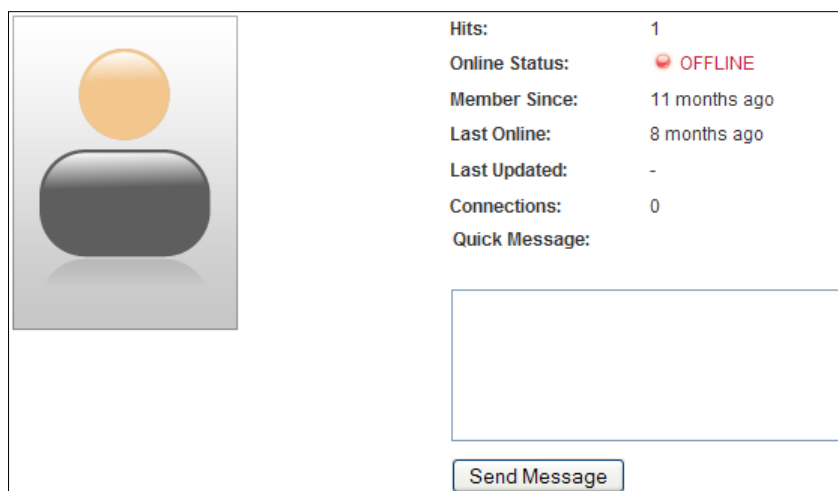 Hits: 1
Online Status: OFFLINE
Member Since: 11 months ago
Last Online: 8 months ago
Last Updated: -
Connections: 0
Quick Message:
Send Message